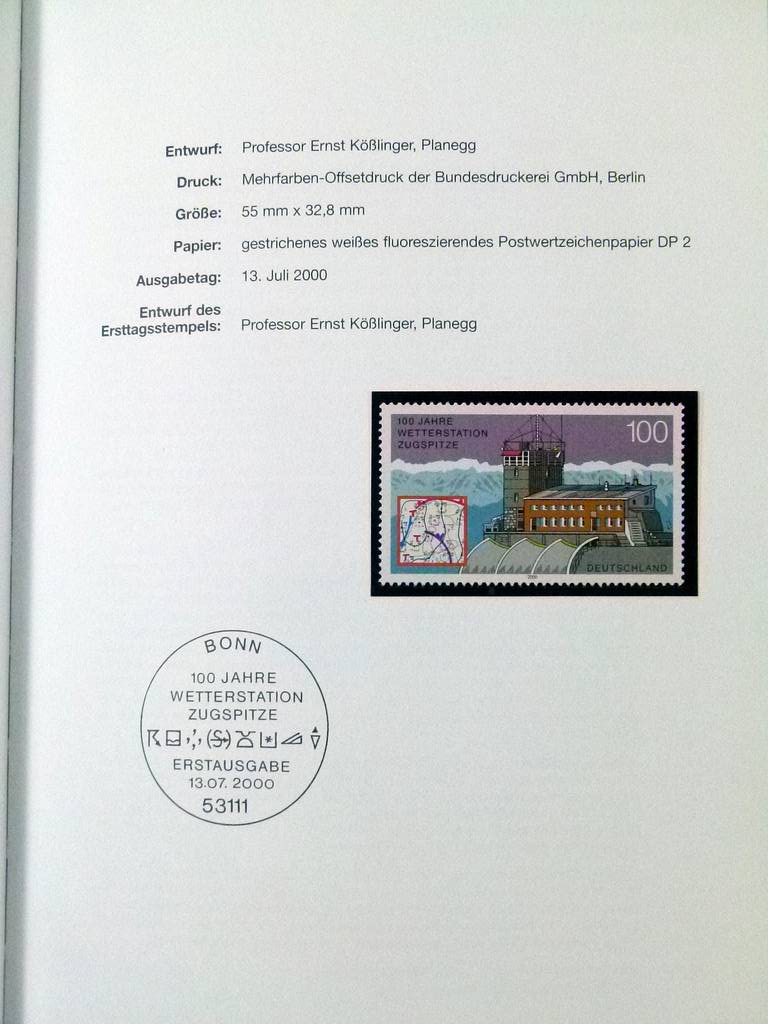 Entwurf: Professor Ernst Kößlinger, Planegg
Druck: Mehrfarben-Offsetdruck der Bundesdruckerei GmbH, Berlin
Größe: 55 mm x 32,8 mm
Papier: gestrichenes weißes fluoreszierendes Postwertzeichenpapier DP 2
Ausgabetag: 13. Juli 2000
Entwurf des
Ersttagsstempels: Professor Ernst Kößlinger, Planegg
100 JAHRE
WETTERSTATION
ZUGSPITZE
100
T
T
T
DEUTSCHLAND
2000
BONN
100 JAHRE
WETTERSTATION
ZUGSPITZE
ERSTAUSGABE
13.07. 2000
53111